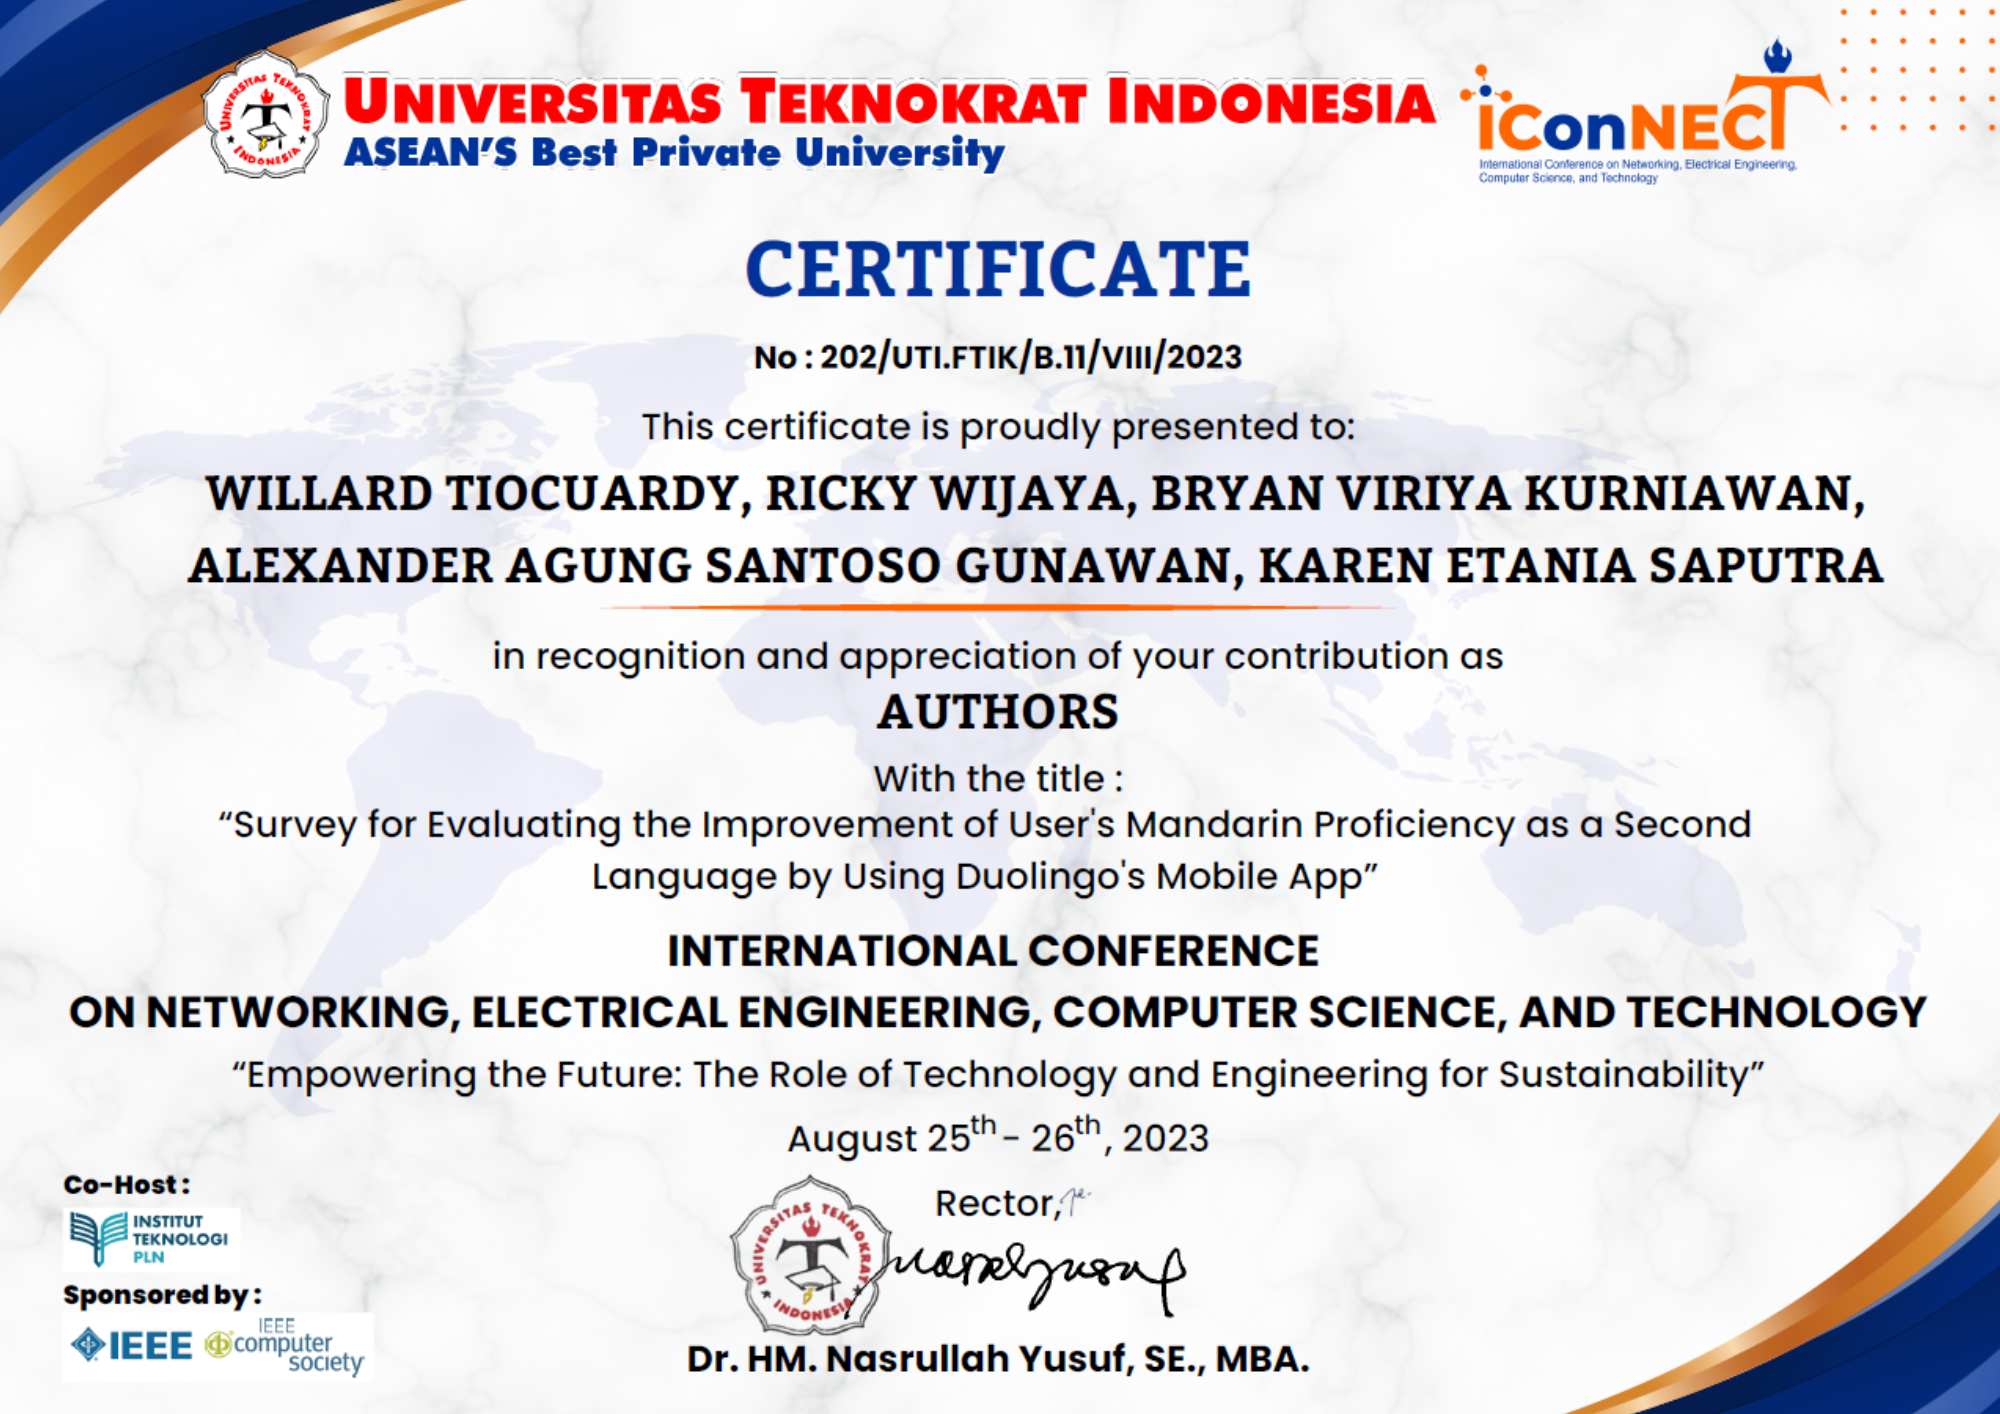 UNIVERSITAS TEKNOKRAT INDONESIA
UNIVERSITAS TEKNOKRAT INDONESIA
ASEAN'S Best Private University
iConNECT
International Conference on Networking, Electrical Engineering,
Computer Science, and Technology
CERTIFICATE
No : 202/UTI.FTIK/B.11/VIII/2023
This certificate is proudly presented to:
WILLARD TIOCUARDY, RICKY WIJAYA, BRYAN VIRIYA KURNIAWAN,
ALEXANDER AGUNG SANTOSO GUNAWAN, KAREN ETANIA SAPUTRA
in recognition and appreciation of your contribution as
AUTHORS
With the title :
“Survey for Evaluating the Improvement of User's Mandarin Proficiency as a Second
Language by Using Duolingo's Mobile App”
INTERNATIONAL CONFERENCE
ON NETWORKING, ELECTRICAL ENGINEERING, COMPUTER SCIENCE, AND TECHNOLOGY
“Empowering the Future: The Role of Technology and Engineering for Sustainability”
August 25th - 26th, 2023
Co-Host :
INSTITUT
TEKNOLOGI
PLN
Sponsored by :
IEEE
IEEE
computer
society
Rector,
UNIVERSITAS TEKNOKRAT INDONESIA
Dr. HM. Nasrullah Yusuf, SE., MBA.